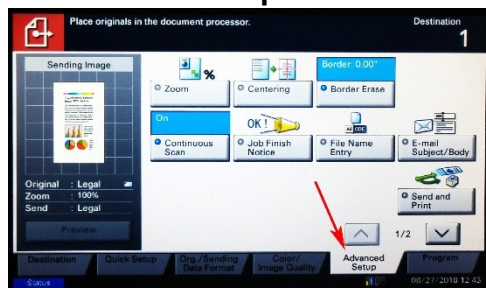 Place originals in the document processor.
Destination
1
Sending Image
%
Zoom
Centering
Border: 0.00"
Border Erase
On
Continuous
Scan
OK!
Job Finish
Notice
ABCDE
File Name
Entry
E-mail
Subject/Body
Original : Legal
Zoom : 100%
Send : Legal
Preview
Send and
Print
1/2
Destination
Quick Setup
Org./Sending
Data Format
Color/
Image Quality
Advanced
Setup
Program
Status
08/27/2018 12:43